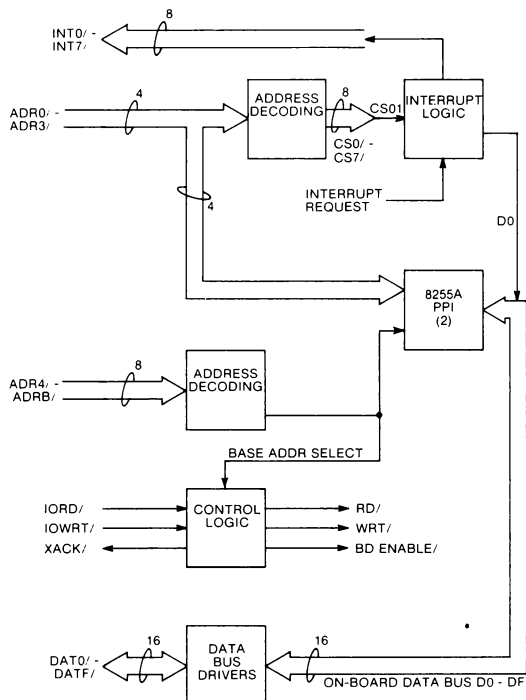 8
INT0/ -
INT7/
4
ADR0/ -
ADR3/
ADDRESS
DECODING
8
CS0/ -
CS7/
CS01
INTERRUPT
LOGIC
INTERRUPT
REQUEST
D0
4
8255A
PPI
(2)
8
ADR4/ -
ADRB/
ADDRESS
DECODING
BASE ADDR SELECT
IORD/
IOWRT/
XACK/
CONTROL
LOGIC
RD/
WRT/
BD ENABLE/
DAT0/ -
DATF/
16
DATA
BUS
DRIVERS
16
ON-BOARD DATA BUS D0 - DF